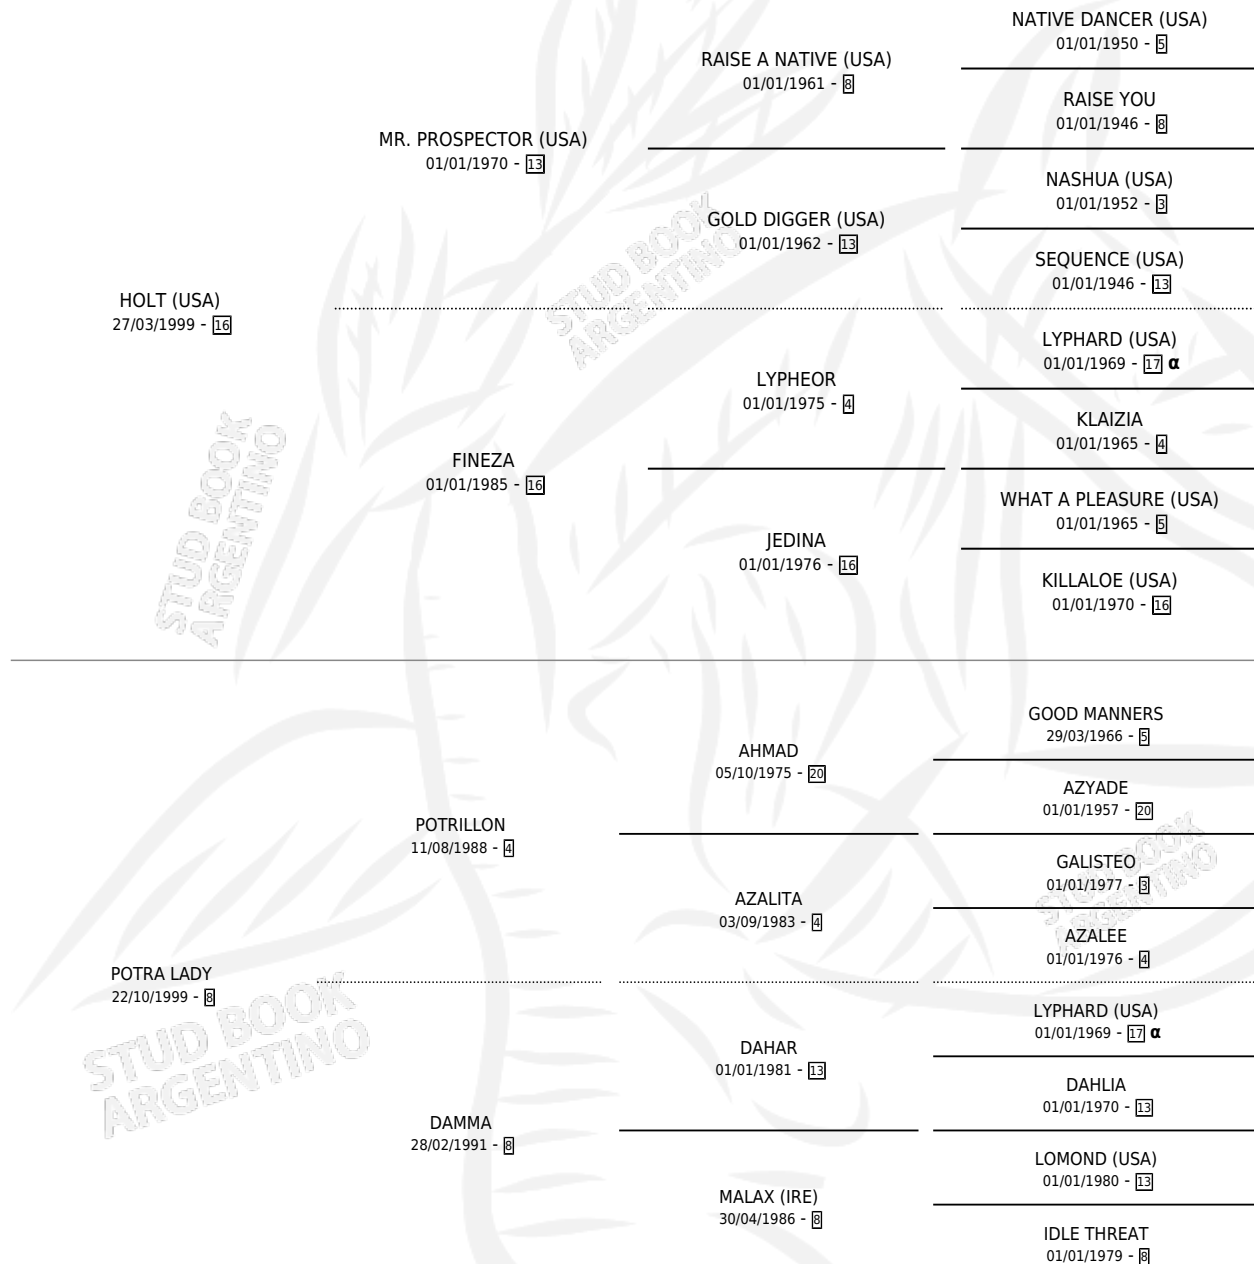 NATIVE DANCER (USA)
01/01/1950 - 5
RAISE A NATIVE (USA)
01/01/1961 - 8
RAISE YOU
01/01/1946 - 8
MR. PROSPECTOR (USA)
01/01/1970 - 13
NASHUA (USA)
01/01/1952 - 3
GOLD DIGGER (USA)
01/01/1962 - 13
SEQUENCE (USA)
01/01/1946 - 13
HOLT (USA)
27/03/1999 - 16
LYPHARD (USA)
01/01/1969 - 17 α
LYPHEOR
01/01/1975 - 4
KLAIZIA
01/01/1965 - 4
FINEZA
01/01/1985 - 16
WHAT A PLEASURE (USA)
01/01/1965 - 5
JEDINA
01/01/1976 - 16
KILLALOE (USA)
01/01/1970 - 16
GOOD MANNERS
29/03/1966 - 5
AHMAD
05/10/1975 - 20
AZYADE
01/01/1957 - 20
POTRILLON
11/08/1988 - 4
GALISTEO
01/01/1977 - 3
AZALITA
03/09/1983 - 4
AZALEE
01/01/1976 - 4
POTRA LADY
22/10/1999 - 8
LYPHARD (USA)
01/01/1969 - 17 α
DAHAR
01/01/1981 - 13
DAHLIA
01/01/1970 - 13
DAMMA
28/02/1991 - 8
LOMOND (USA)
01/01/1980 - 13
MALAX (IRE)
30/04/1986 - 8
IDLE THREAT
01/01/1979 - 8
STUD BOOK
ARGENTINO
STUD BOOK
ARGENTINO
STUD BOOK
ARGENTINO
STUD BOOK
ARGENTINO